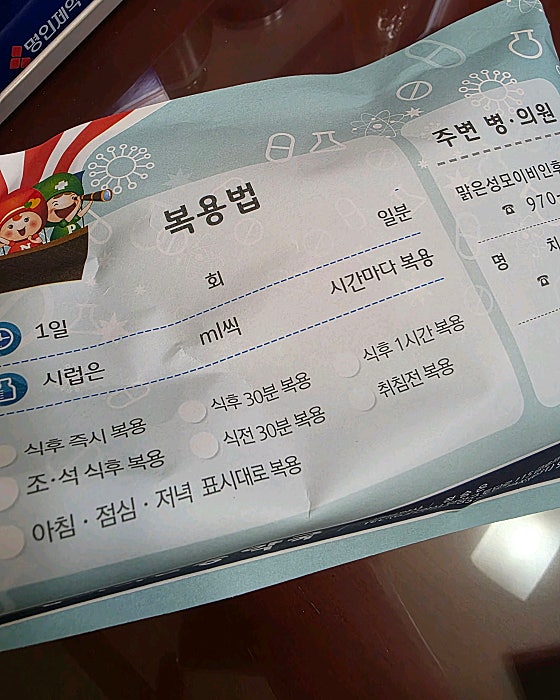 명인제약
복용법
1일 회 일분
시럽은 ml씩 시간마다 복용
식후 즉시 복용 식후 30분 복용 식후 1시간 복용
조·석 식후 복용 식전 30분 복용 취침전 복용
아침·점심·저녁 표시대로 복용
주변 병·의원
맑은성모이비인후
☎ 970-
명 치
☎
N P